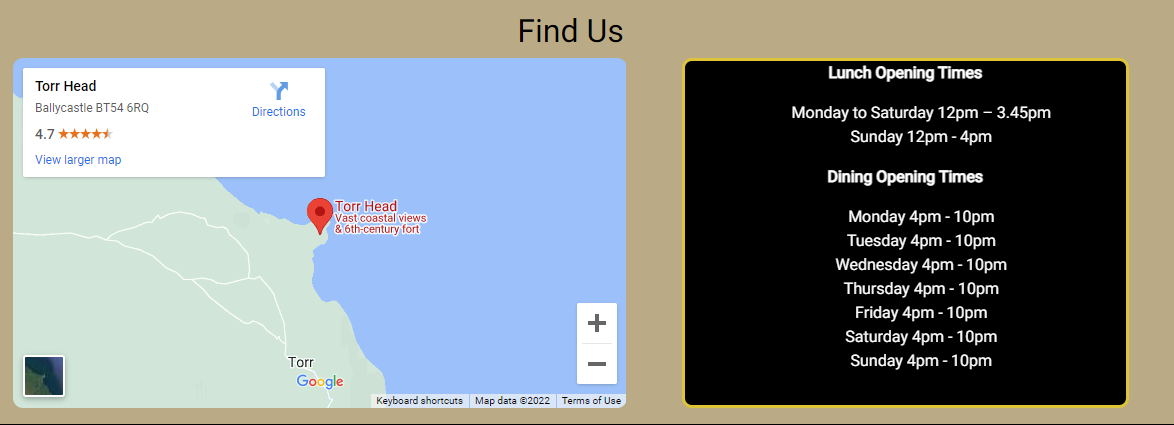 Find Us
Torr Head
Ballycastle BT54 6RQ
4.7
View larger map
Directions
Torr Head
Vast coastal views
& 6th-century fort
Torr
Google
Keyboard shortcuts
Map data ©2022
Terms of Use
Lunch Opening Times
Monday to Saturday 12pm – 3.45pm
Sunday 12pm - 4pm
Dining Opening Times
Monday 4pm - 10pm
Tuesday 4pm - 10pm
Wednesday 4pm - 10pm
Thursday 4pm - 10pm
Friday 4pm - 10pm
Saturday 4pm - 10pm
Sunday 4pm - 10pm